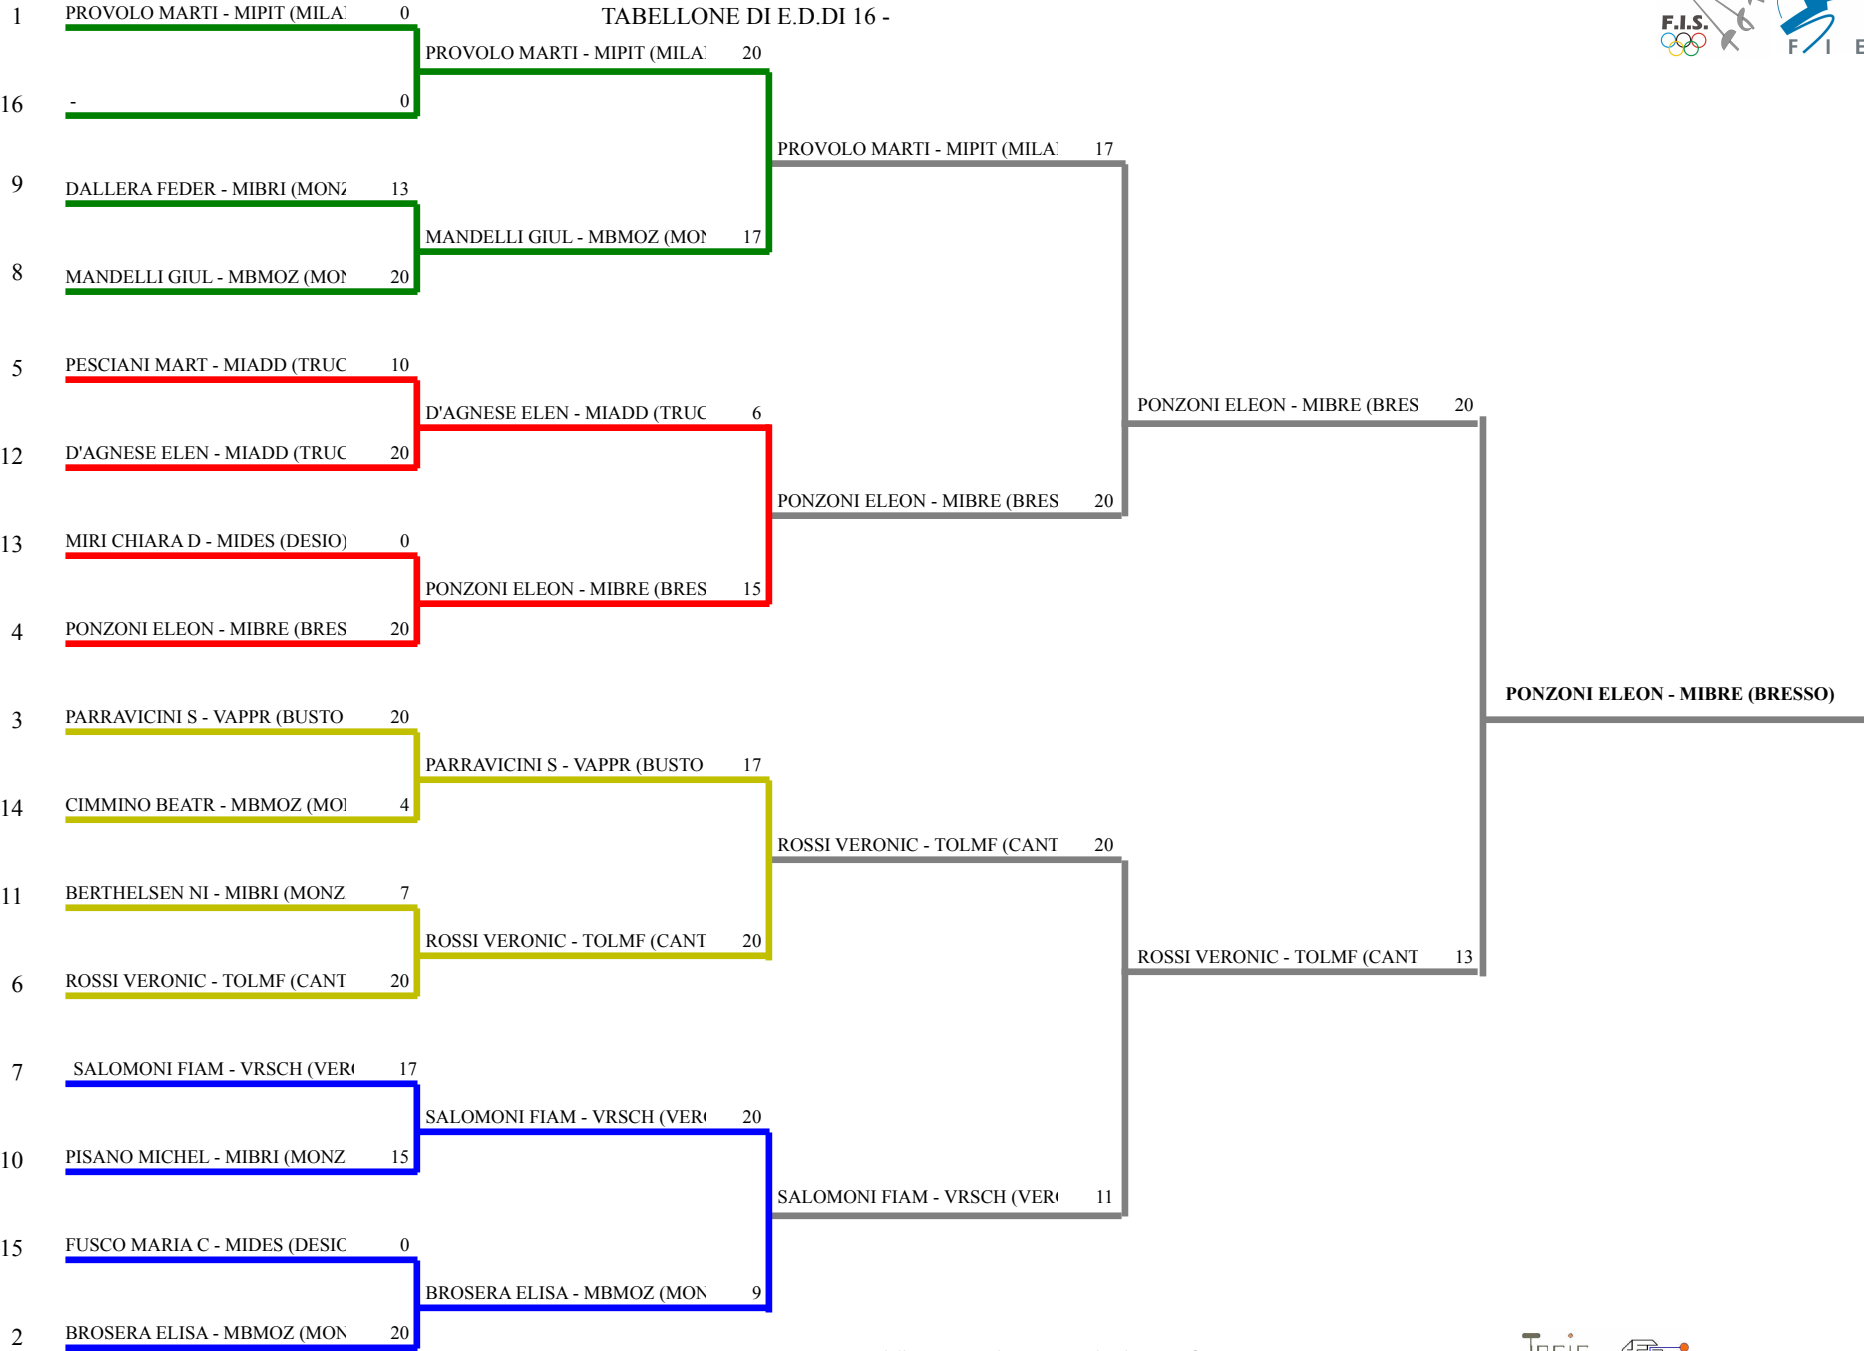 TABELLONE DI E.D.DI 16 -
F.I.S.
F I E
1 PROVOLO MARTI - MIPIT (MILA 0
PROVOLO MARTI - MIPIT (MILA 20
16 - 0
PROVOLO MARTI - MIPIT (MILA 17
9 DALLERA FEDER - MIBRI (MONZ 13
MANDELLI GIUL - MBMOZ (MON 17
8 MANDELLI GIUL - MBMOZ (MON 20
5 PESCIANI MART - MIADD (TRUC 10
PONZONI ELEON - MIBRE (BRES 20
D'AGNESE ELEN - MIADD (TRUC 6
12 D'AGNESE ELEN - MIADD (TRUC 20
PONZONI ELEON - MIBRE (BRES 20
13 MIRI CHIARA D - MIDES (DESIO) 0
PONZONI ELEON - MIBRE (BRES 15
4 PONZONI ELEON - MIBRE (BRES 20
PONZONI ELEON - MIBRE (BRESSO)
3 PARRAVICINI S - VAPPR (BUSTO 20
PARRAVICINI S - VAPPR (BUSTO 17
14 CIMMINO BEATR - MBMOZ (MO 4
ROSSI VERONIC - TOLMF (CANT 20
11 BERTHELSEN NI - MIBRI (MONZ 7
ROSSI VERONIC - TOLMF (CANT 20
ROSSI VERONIC - TOLMF (CANT 13
6 ROSSI VERONIC - TOLMF (CANT 20
7 SALOMONI FIAM - VRSCH (VER 17
SALOMONI FIAM - VRSCH (VER 20
10 PISANO MICHEL - MIBRI (MONZ 15
SALOMONI FIAM - VRSCH (VER 11
15 FUSCO MARIA C - MIDES (DESIO 0
BROSERA ELISA - MBMOZ (MON 9
2 BROSERA ELISA - MBMOZ (MON 20